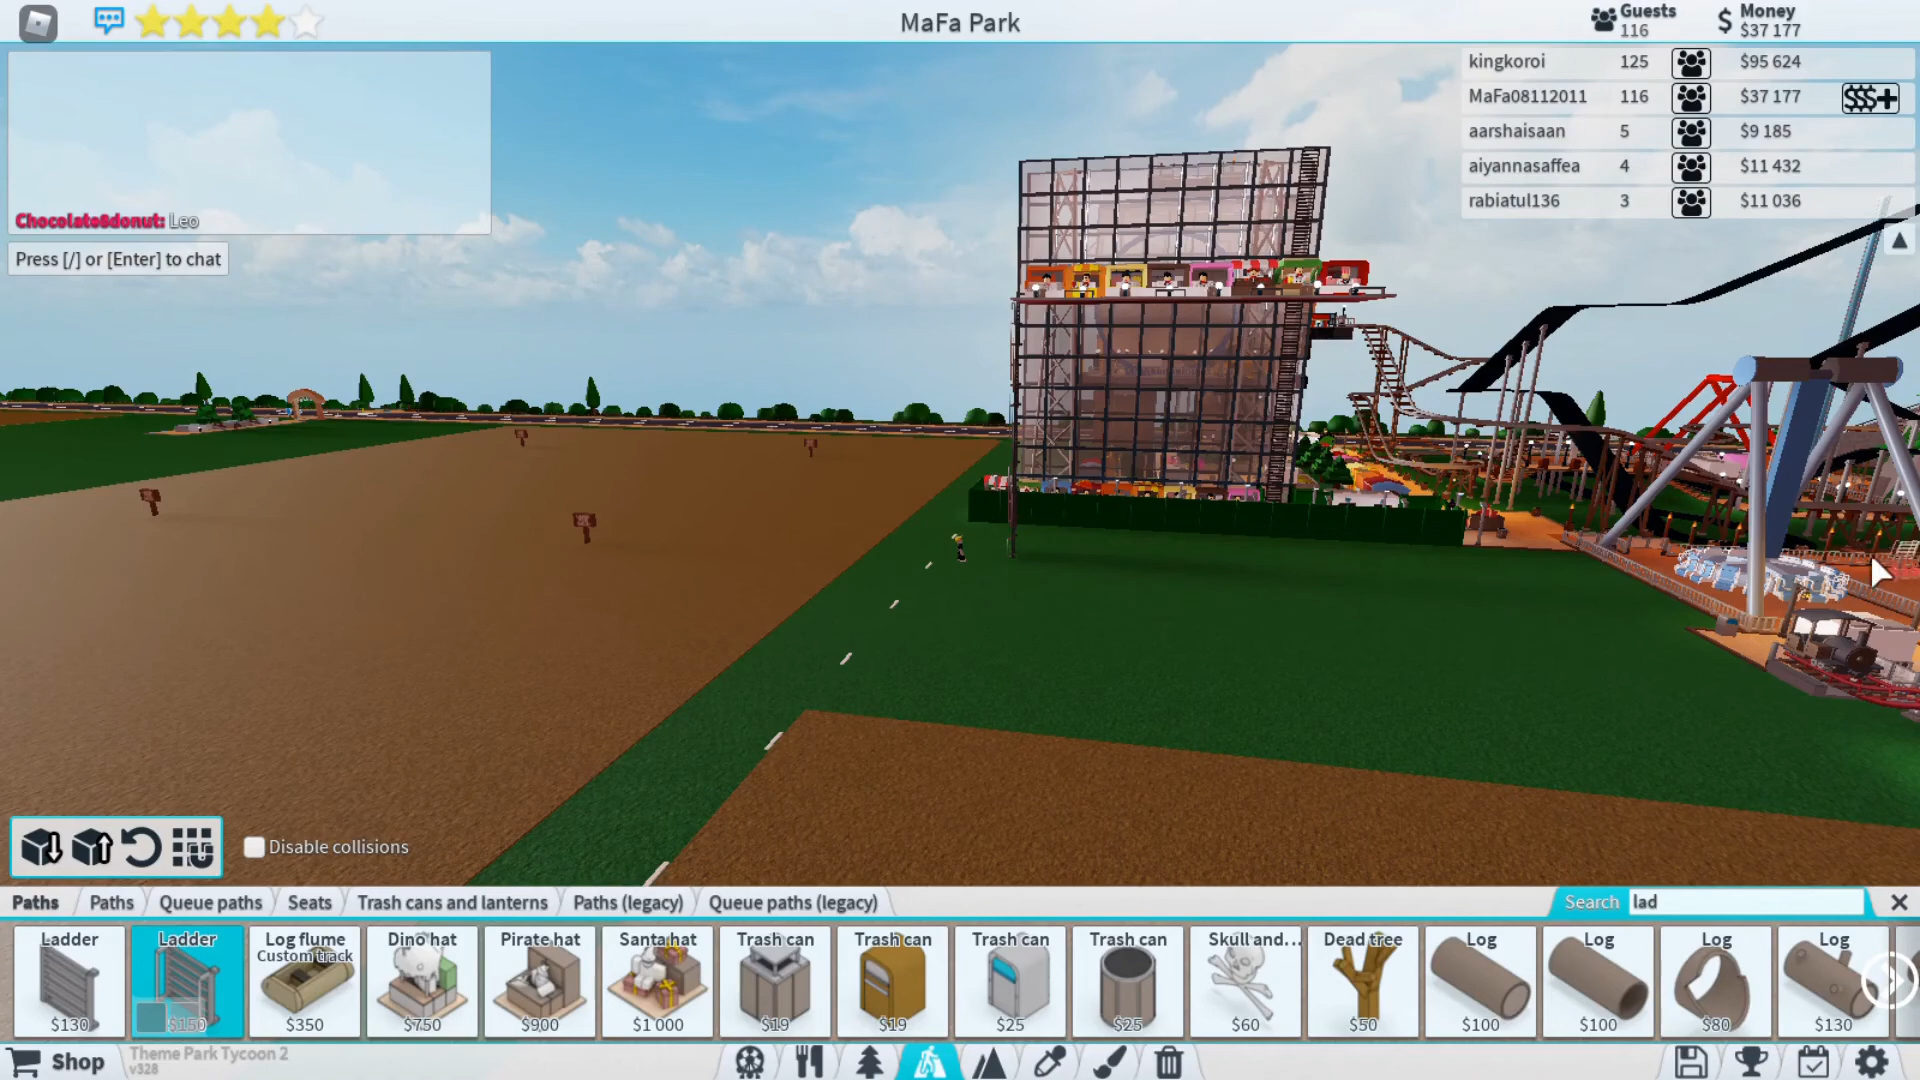 MaFa Park
Guests
116
Money
$37 177
kingkoroi 125 $95 624
MaFa08112011 116 $37 177 $$$+
aarshaisaan 5 $9 185
aiyannasaffea 4 $11 432
rabiatul136 3 $11 036
Chocolate8donut: Leo
Press [/] or [Enter] to chat
Disable collisions
Paths Paths Queue paths Seats Trash cans and lanterns Paths (legacy) Queue paths (legacy) Search lad
Ladder $130
Ladder $150
Log flume Custom track $350
Dino hat $750
Pirate hat $900
Santa hat $1 000
Trash can $19
Trash can $19
Trash can $25
Trash can $25
Skull and... $60
Dead tree $50
Log $100
Log $100
Log $80
Log $130
Shop
Theme Park Tycoon 2
v328